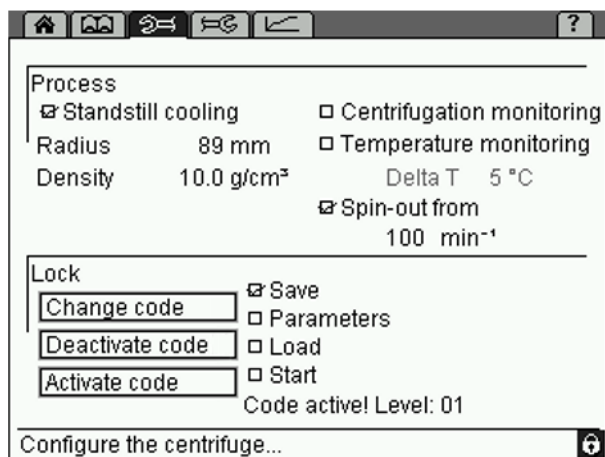 ?
Process
Standstill cooling
Centrifugation monitoring
Radius 89 mm
Temperature monitoring
Density 10.0 g/cm³
Delta T 5 °C
Spin-out from
100 min⁻¹
Lock
Change code
Deactivate code
Activate code
Save
Parameters
Load
Start
Code active! Level: 01
Configure the centrifuge...